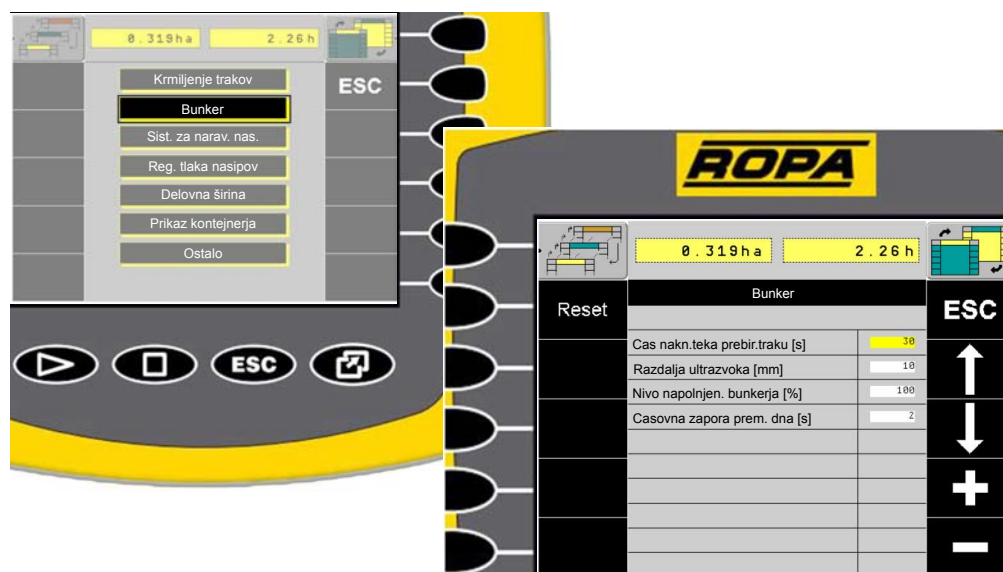 0.319ha 2.26h
Krmiljenje trakov
ESC
Bunker
Sist. za narav. nas.
Reg. tlaka nasipov
Delovna širina
Prikaz kontejnerja
Ostalo
ESC
ROPA
0.319ha 2.26h
Reset
Bunker
ESC
Cas nakn.teka prebir.traku [s] 30
Razdalja ultrazvoka [mm] 10
Nivo napolnjen. bunkerja [%] 100
Casovna zapora prem. dna [s] 2